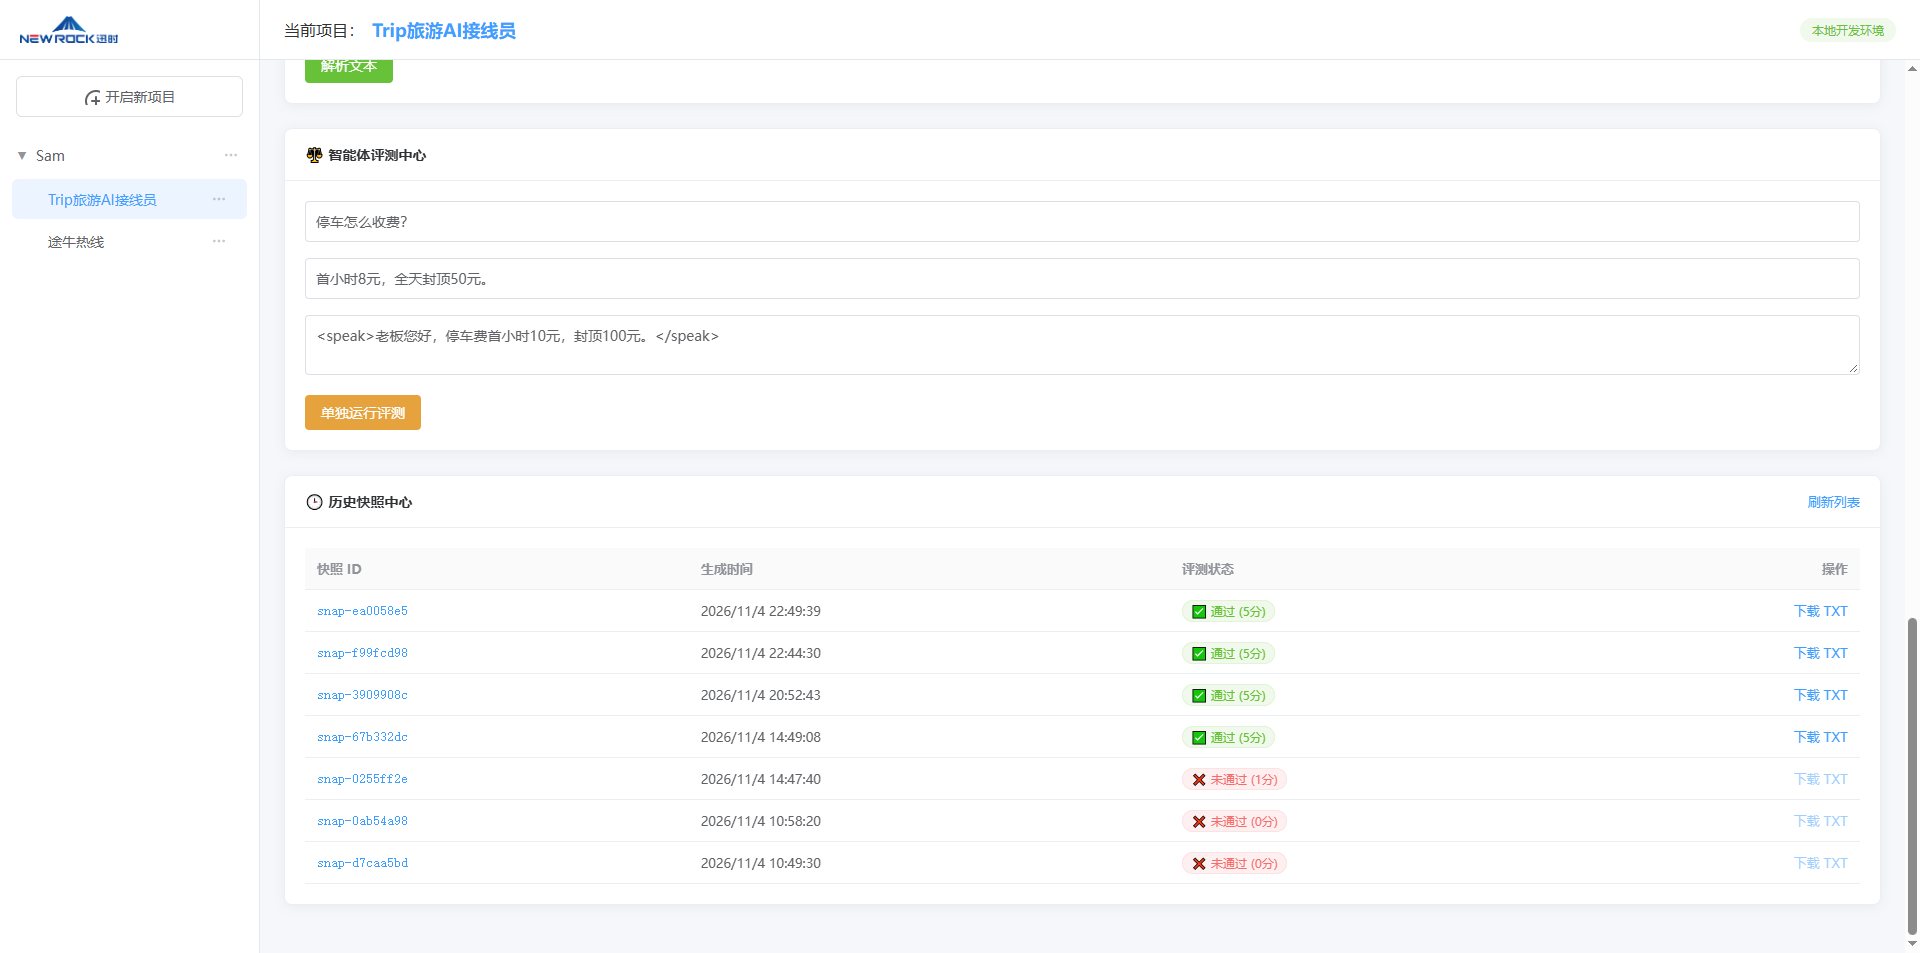 NEWROCK迅时
当前项目： Trip旅游AI接线员
本地开发环境
开启新项目
▼ Sam ...
Trip旅游AI接线员 ...
途牛热线 ...
解析文本
智能体评测中心
停车怎么收费?
首小时8元，全天封顶50元。
<speak>老板您好，停车费首小时10元，封顶100元。</speak>
单独运行评测
历史快照中心
刷新列表
快照 ID 生成时间 评测状态 操作
snap-ea0058e5 2026/11/4 22:49:39 ✅ 通过 (5分) 下载 TXT
snap-f99fcd98 2026/11/4 22:44:30 ✅ 通过 (5分) 下载 TXT
snap-3909908c 2026/11/4 20:52:43 ✅ 通过 (5分) 下载 TXT
snap-67b332dc 2026/11/4 14:49:08 ✅ 通过 (5分) 下载 TXT
snap-0255ff2e 2026/11/4 14:47:40 ❌ 未通过 (1分) 下载 TXT
snap-0ab54a98 2026/11/4 10:58:20 ❌ 未通过 (0分) 下载 TXT
snap-d7caa5bd 2026/11/4 10:49:30 ❌ 未通过 (0分) 下载 TXT